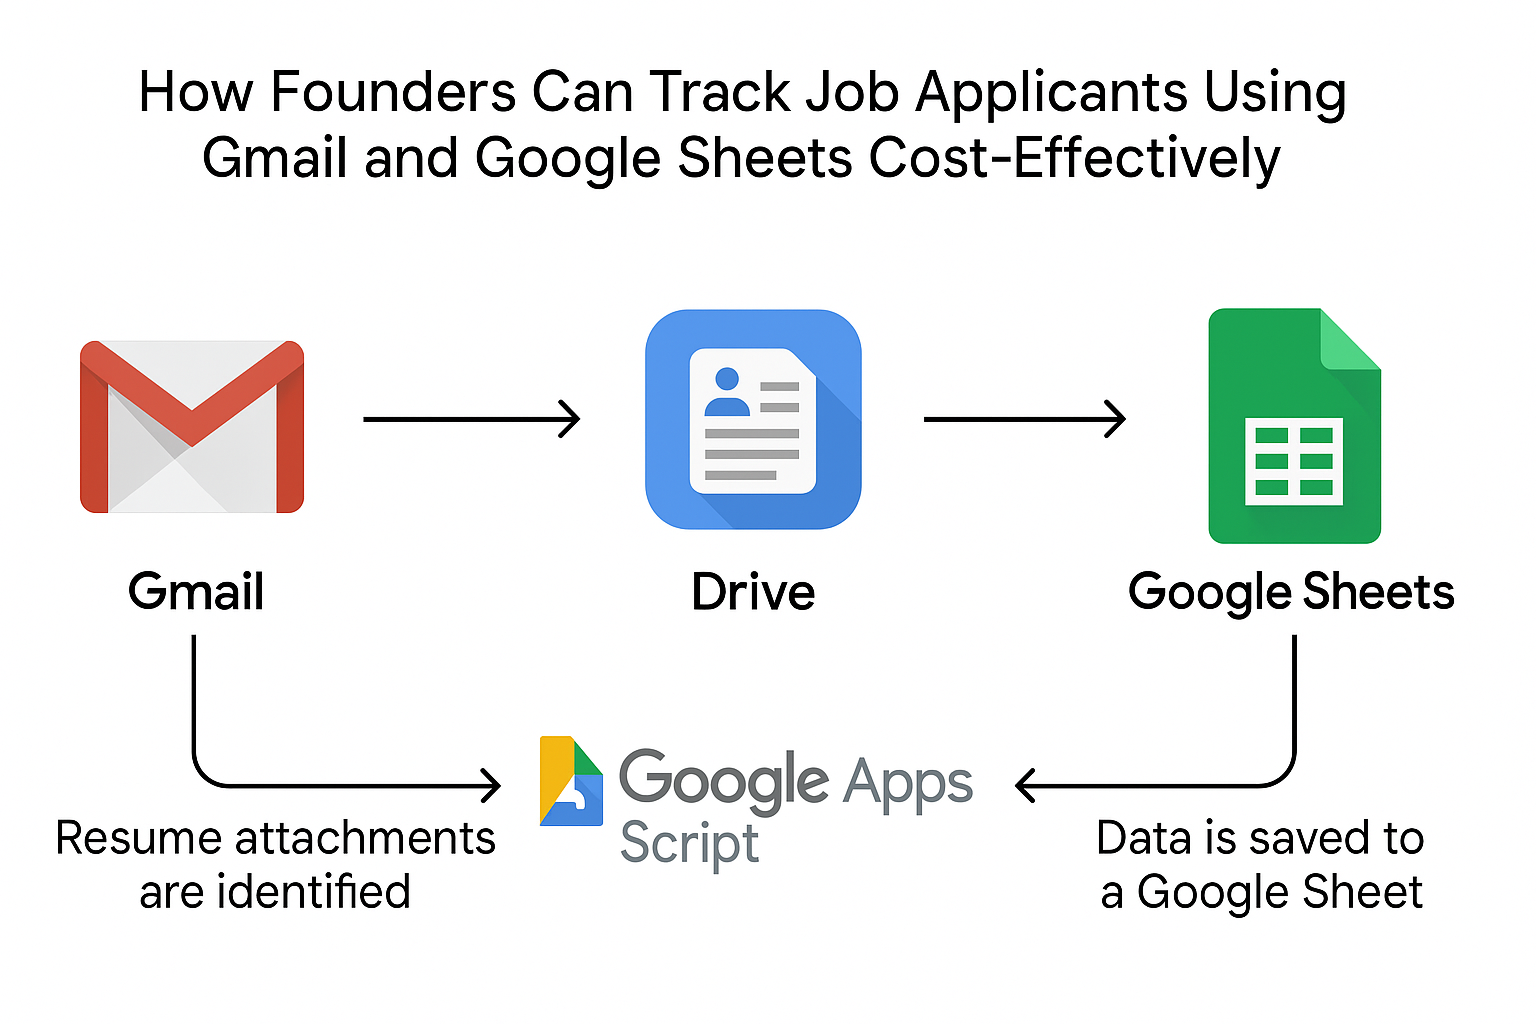 How Founders Can Track Job Applicants Using
Gmail and Google Sheets Cost-Effectively
Gmail
Drive
Google Sheets
Google Apps
Script
Resume attachments
are identified
Data is saved to
a Google Sheet